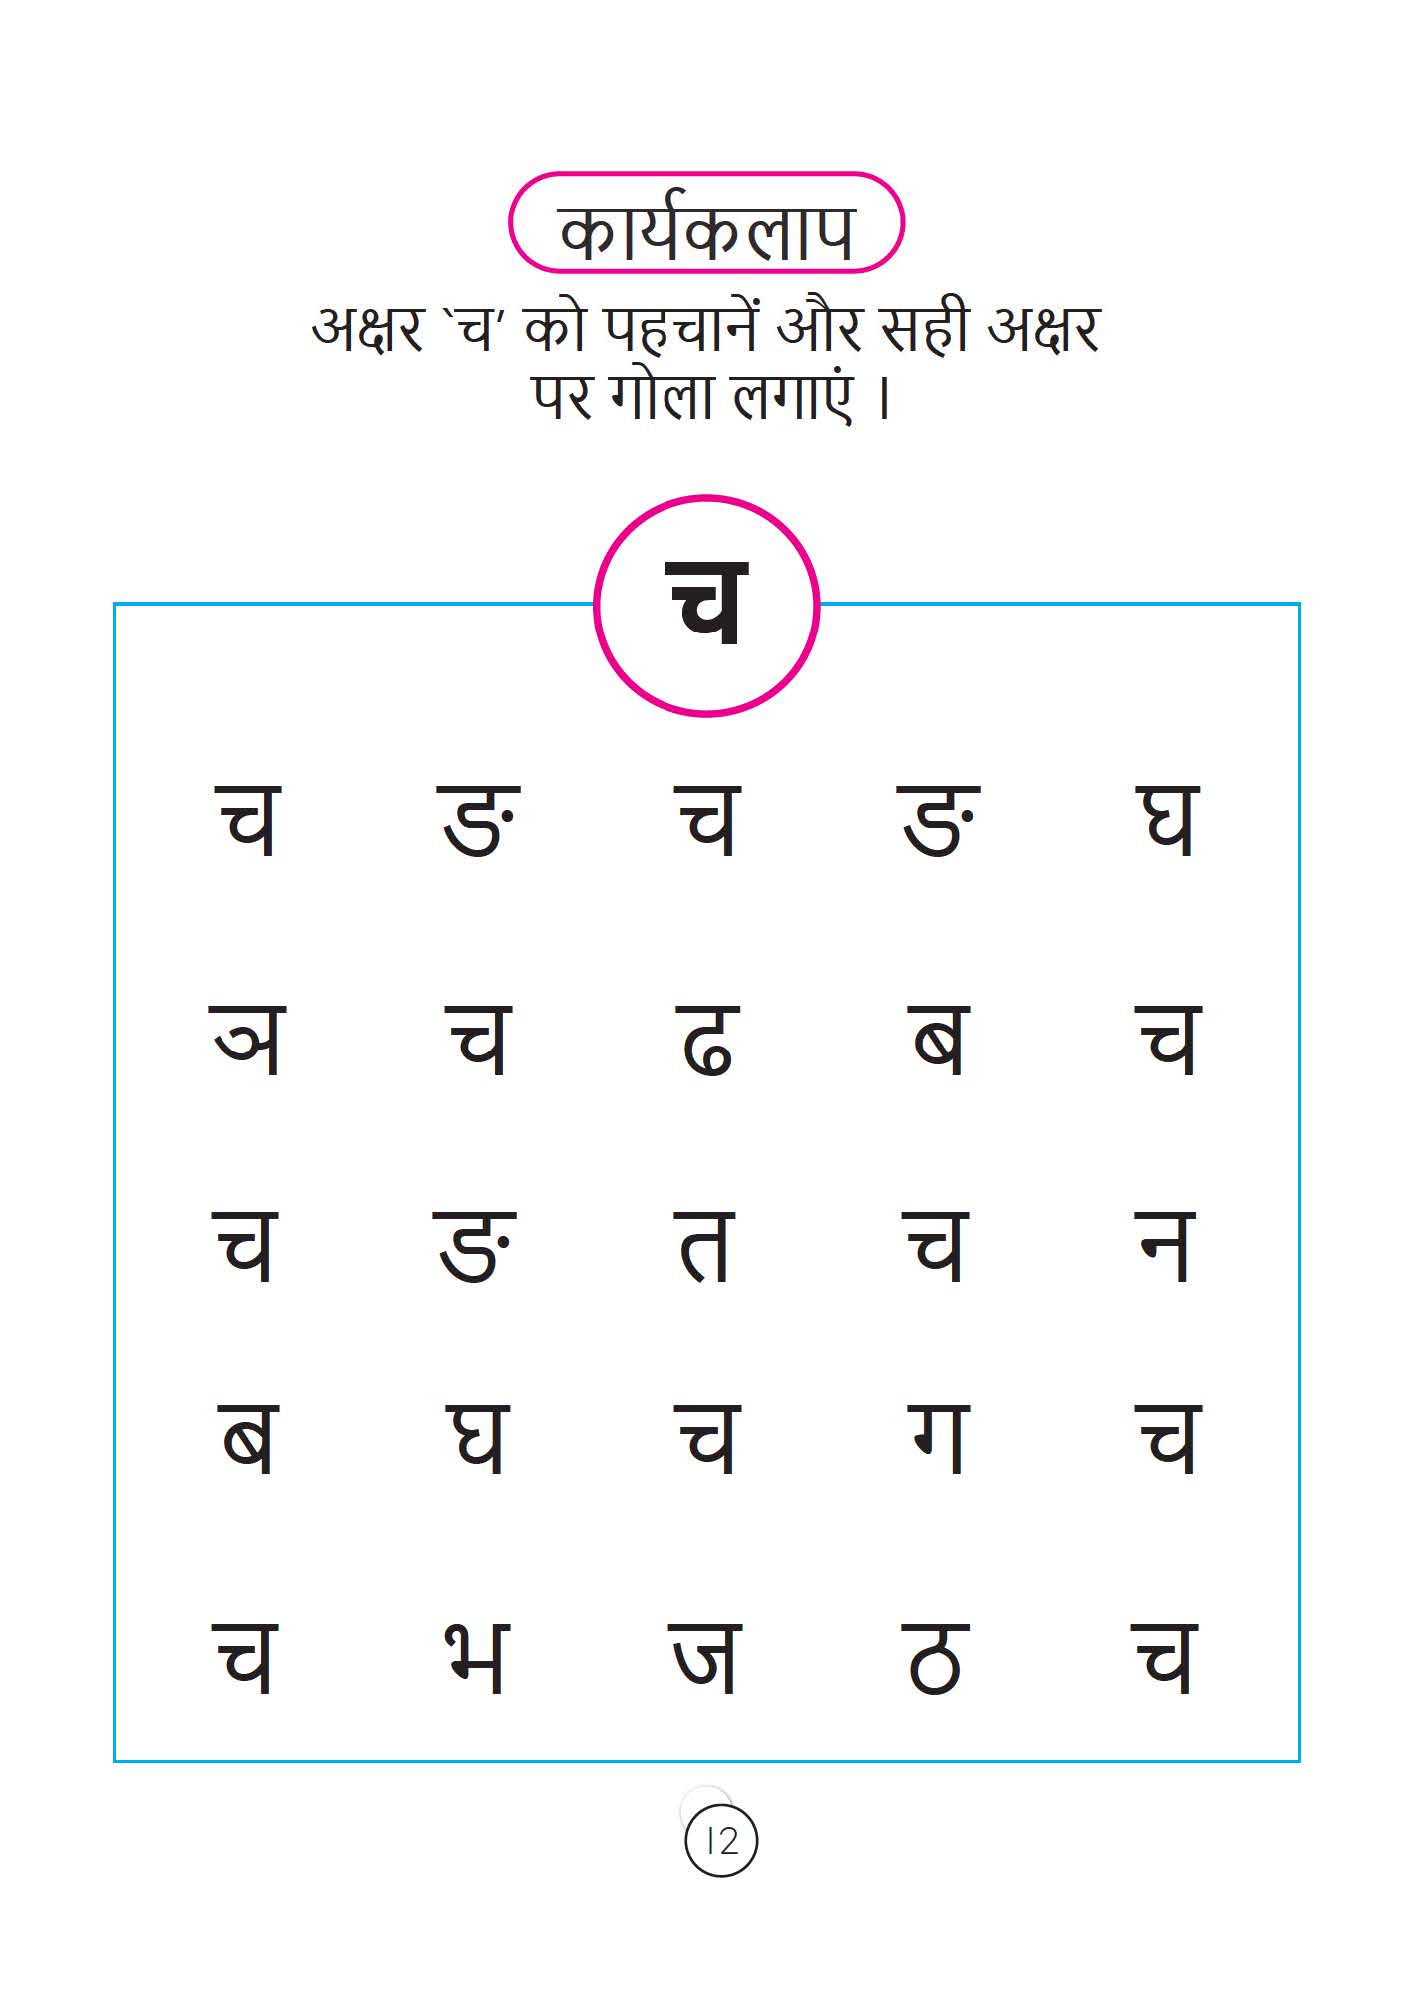 कार्यकलाप
अक्षर `च' को पहचानें और सही अक्षर
पर गोला लगाएं ।
च
च ङ च ङ घ
ञ च ढ ब च
च ङ त च न
ब घ च ग च
च भ ज ठ च
12